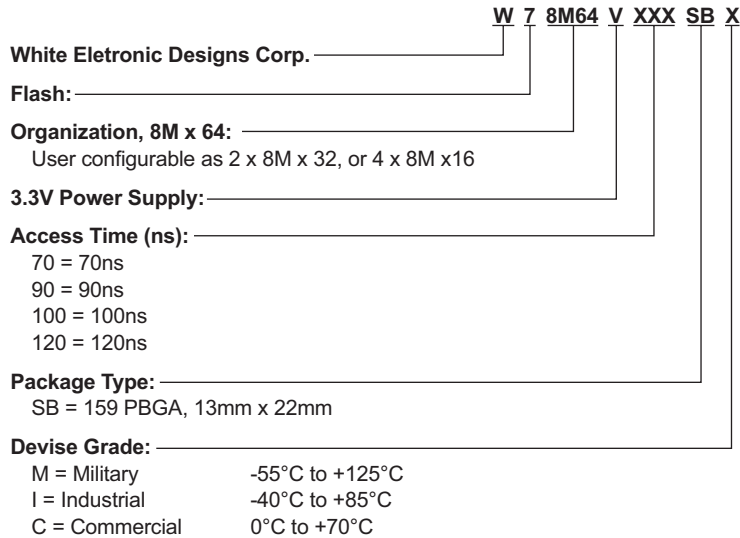 W 7 8M64 V XXX SB X
White Eletronic Designs Corp.
Flash:
Organization, 8M x 64:
User configurable as 2 x 8M x 32, or 4 x 8M x16
3.3V Power Supply:
Access Time (ns):
70 = 70ns
90 = 90ns
100 = 100ns
120 = 120ns
Package Type:
SB = 159 PBGA, 13mm x 22mm
Devise Grade:
M = Military -55°C to +125°C
I = Industrial -40°C to +85°C
C = Commercial 0°C to +70°C